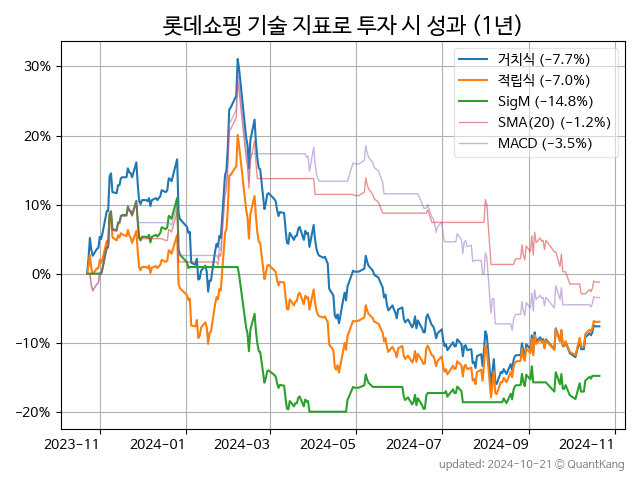 롯데쇼핑 기술 지표로 투자 시 성과 (1년)
거치식 (-7.7%)
적립식 (-7.0%)
SigM (-14.8%)
SMA(20) (-1.2%)
MACD (-3.5%)
30%
20%
10%
0%
-10%
-20%
2023-11 2024-01 2024-03 2024-05 2024-07 2024-09 2024-11
updated: 2024-10-21 © QuantKang